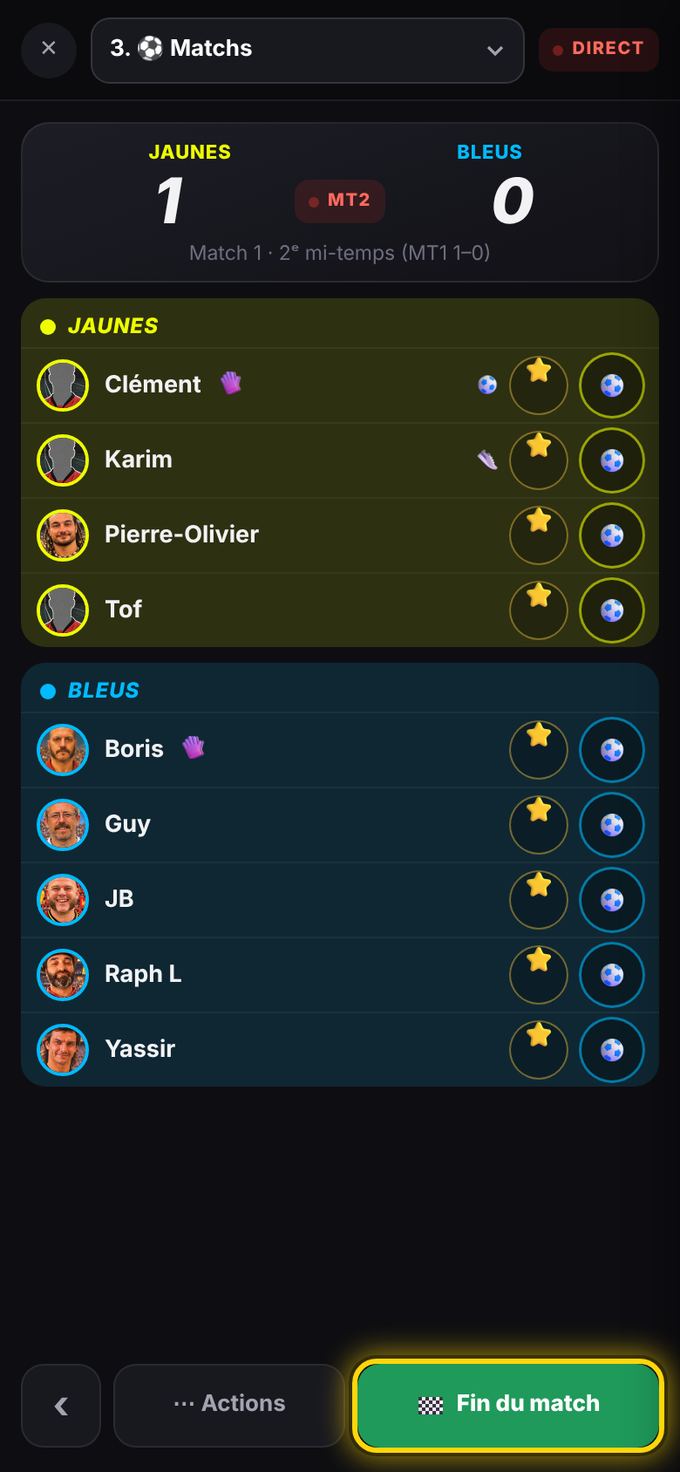 3. ⚽ Matchs
DIRECT
JAUNES
BLEUS
1
MT2
0
Match 1 · 2ᵉ mi-temps (MT1 1–0)
JAUNES
Clément
Karim
Pierre-Olivier
Tof
BLEUS
Boris
Guy
JB
Raph L
Yassir
··· Actions
Fin du match